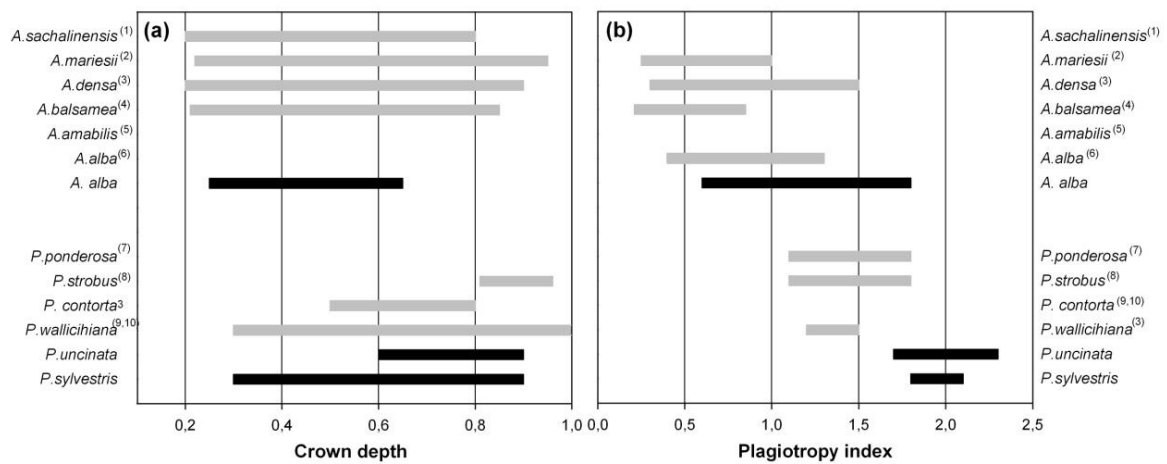 (a)
A.sachalinensis(1)
A.mariesii(2)
A.densa(3)
A.balsamea(4)
A.amabilis(5)
A.alba(6)
A. alba
P.ponderosa(7)
P.strobus(8)
P. contorta3
P.wallicihiana(9,10)
P.uncinata
P.sylvestris
0,2 0,4 0,6 0,8 1,0
Crown depth
(b)
A.sachalinensis(1)
A.mariesii(2)
A.densa(3)
A.balsamea(4)
A.amabilis(5)
A.alba(6)
A. alba
P.ponderosa(7)
P.strobus(8)
P. contorta(9,10)
P.wallicihiana(3)
P.uncinata
P.sylvestris
0,0 0,5 1,0 1,5 2,0 2,5
Plagiotropy index